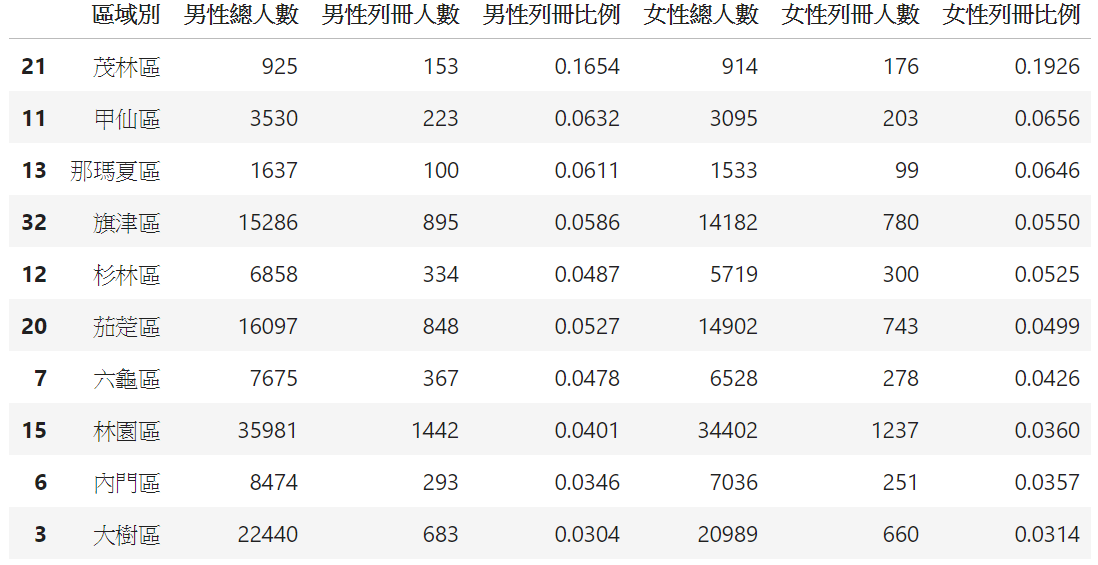 區域別 男性總人數 男性列冊人數 男性列冊比例 女性總人數 女性列冊人數 女性列冊比例
21 茂林區 925 153 0.1654 914 176 0.1926
11 甲仙區 3530 223 0.0632 3095 203 0.0656
13 那瑪夏區 1637 100 0.0611 1533 99 0.0646
32 旗津區 15286 895 0.0586 14182 780 0.0550
12 杉林區 6858 334 0.0487 5719 300 0.0525
20 茄萣區 16097 848 0.0527 14902 743 0.0499
7 六龜區 7675 367 0.0478 6528 278 0.0426
15 林園區 35981 1442 0.0401 34402 1237 0.0360
6 內門區 8474 293 0.0346 7036 251 0.0357
3 大樹區 22440 683 0.0304 20989 660 0.0314